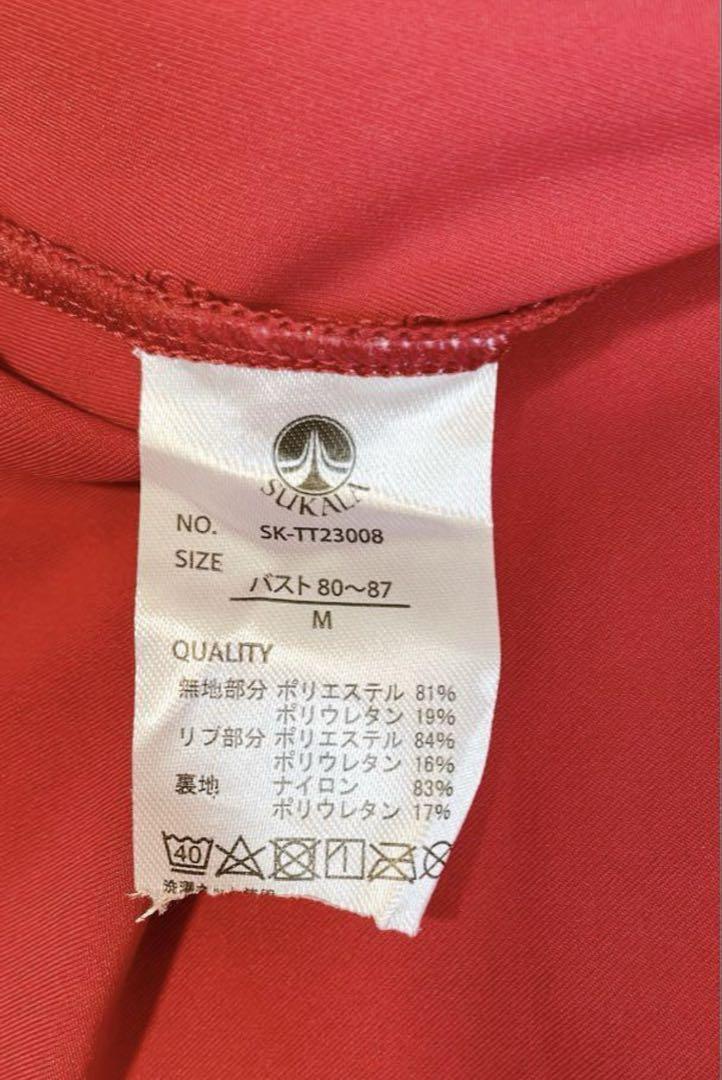 SUKALA
NO. SK-TT23008
SIZE
バスト 80～87
M
QUALITY
無地部分 ポリエステル 81%
ポリウレタン 19%
リブ部分 ポリエステル 84%
ポリウレタン 16%
裏地 ナイロン 83%
ポリウレタン 17%
40